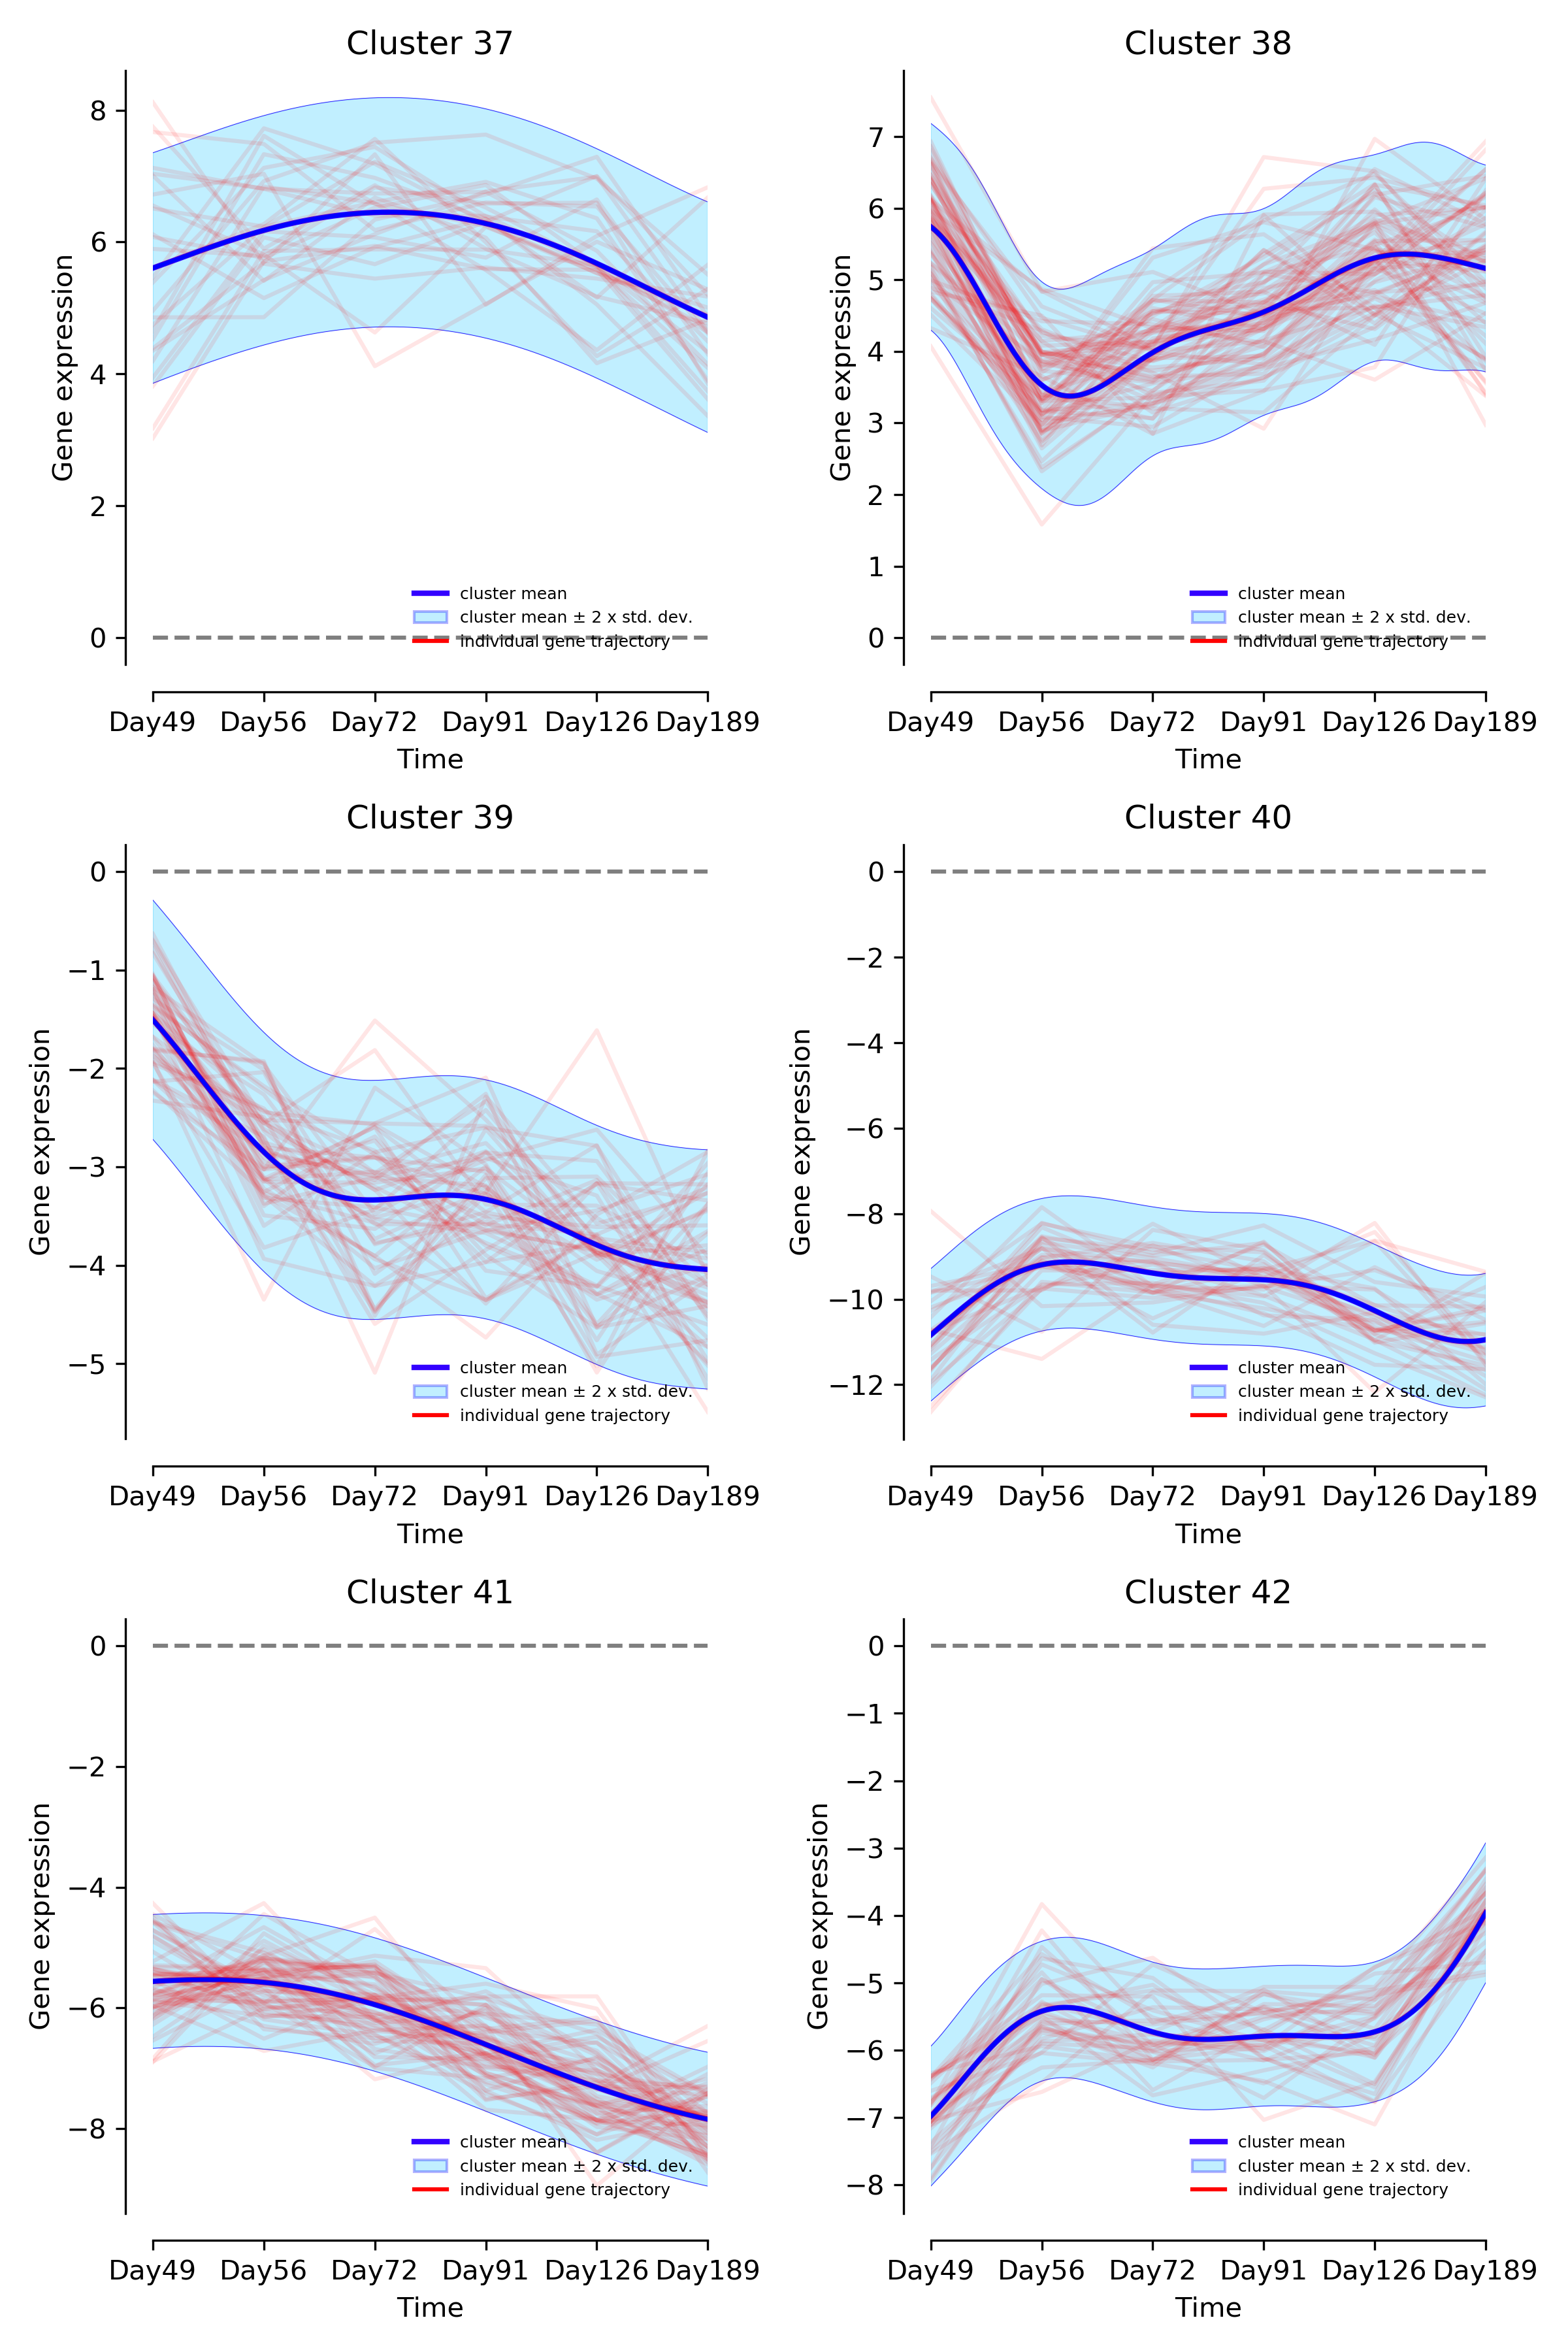 Cluster 37
Gene expression
8
6
4
2
0
cluster mean
cluster mean ± 2 x std. dev.
individual gene trajectory
Day49 Day56 Day72 Day91 Day126 Day189
Time
Cluster 38
Gene expression
7
6
5
4
3
2
1
0
cluster mean
cluster mean ± 2 x std. dev.
individual gene trajectory
Day49 Day56 Day72 Day91 Day126 Day189
Time
Cluster 39
Gene expression
0
−1
−2
−3
−4
−5
cluster mean
cluster mean ± 2 x std. dev.
individual gene trajectory
Day49 Day56 Day72 Day91 Day126 Day189
Time
Cluster 40
Gene expression
0
−2
−4
−6
−8
−10
−12
cluster mean
cluster mean ± 2 x std. dev.
individual gene trajectory
Day49 Day56 Day72 Day91 Day126 Day189
Time
Cluster 41
Gene expression
0
−2
−4
−6
−8
cluster mean
cluster mean ± 2 x std. dev.
individual gene trajectory
Day49 Day56 Day72 Day91 Day126 Day189
Time
Cluster 42
Gene expression
0
−1
−2
−3
−4
−5
−6
−7
−8
cluster mean
cluster mean ± 2 x std. dev.
individual gene trajectory
Day49 Day56 Day72 Day91 Day126 Day189
Time